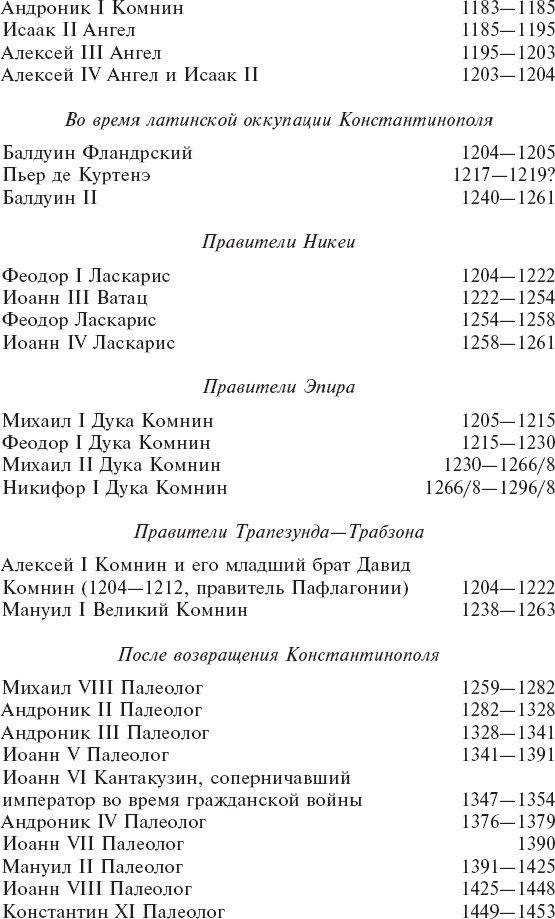 Андроник I Комнин 1183—1185
Исаак II Ангел 1185—1195
Алексей III Ангел 1195—1203
Алексей IV Ангел и Исаак II 1203—1204
Во время латинской оккупации Константинополя
Балдуин Фландрский 1204—1205
Пьер де Куртенэ 1217—1219?
Балдуин II 1240—1261
Правители Никеи
Феодор I Ласкарис 1204—1222
Иоанн III Ватац 1222—1254
Феодор Ласкарис 1254—1258
Иоанн IV Ласкарис 1258—1261
Правители Эпира
Михаил I Дука Комнин 1205—1215
Феодор I Дука Комнин 1215—1230
Михаил II Дука Комнин 1230—1266/8
Никифор I Дука Комнин 1266/8—1296/8
Правители Трапезунда—Трабзона
Алексей I Комнин и его младший брат Давид
Комнин (1204—1212, правитель Пафлагонии) 1204—1222
Мануил I Великий Комнин 1238—1263
После возвращения Константинополя
Михаил VIII Палеолог 1259—1282
Андроник II Палеолог 1282—1328
Андроник III Палеолог 1328—1341
Иоанн V Палеолог 1341—1391
Иоанн VI Кантакузин, соперничавший
император во время гражданской войны 1347—1354
Андроник IV Палеолог 1376—1379
Иоанн VII Палеолог 1390
Мануил II Палеолог 1391—1425
Иоанн VIII Палеолог 1425—1448
Константин XI Палеолог 1449—1453